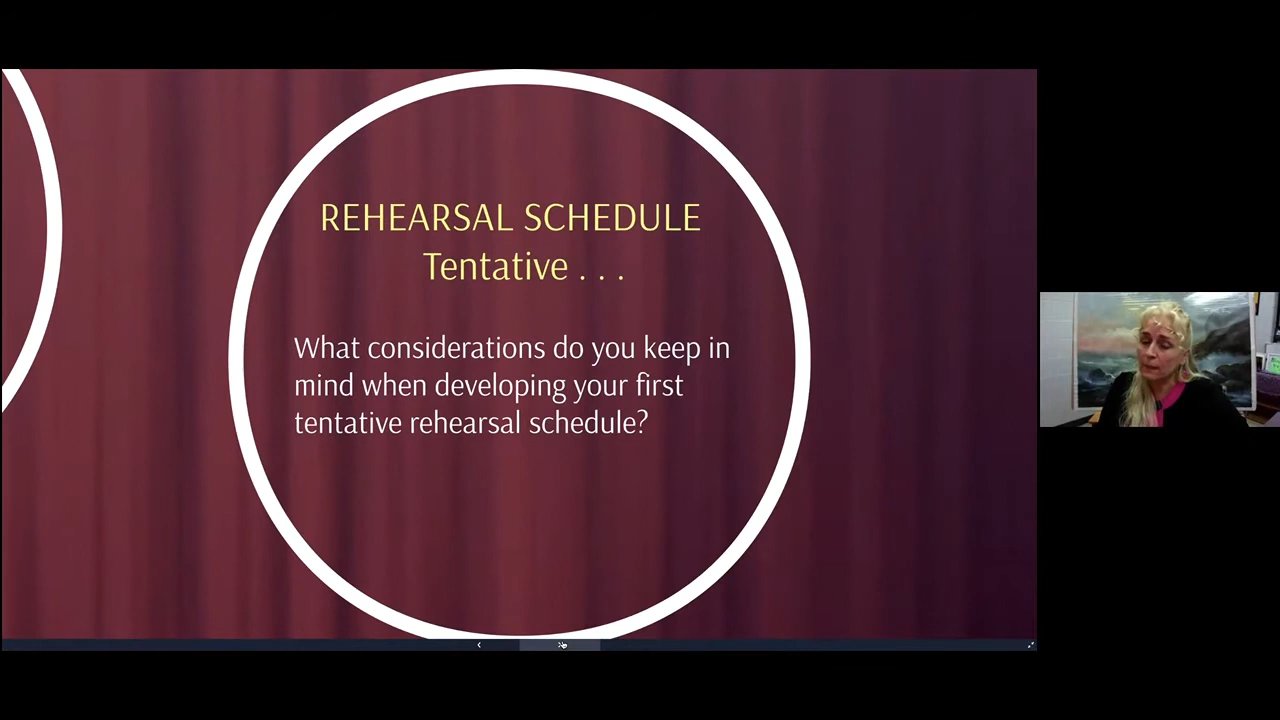 REHEARSAL SCHEDULE
Tentative . . .
What considerations do you keep in
mind when developing your first
tentative rehearsal schedule?